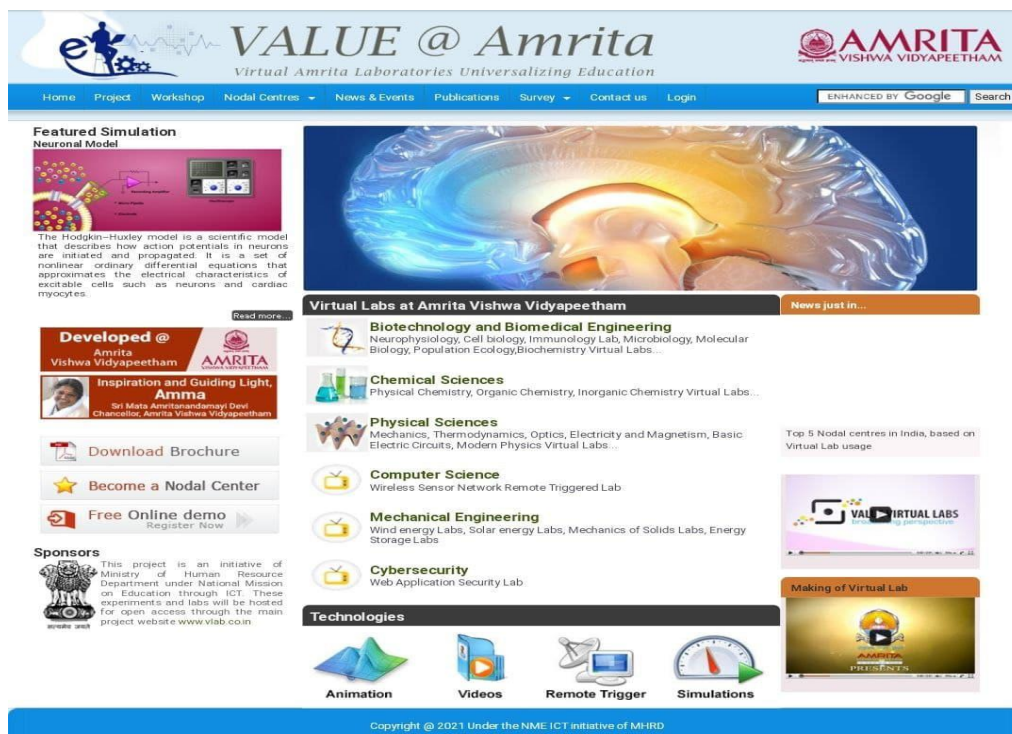 VALUE @ Amrita
Virtual Amrita Laboratories Universalizing Education
AMRITA
VISHWA VIDYAPEETHAM
Home Project Workshop Nodal Centres News & Events Publications Survey Contact us Login
ENHANCED BY Google Search
Featured Simulation
Neuronal Model
The Hodgkin–Huxley model is a scientific model
that describes how action potentials in neurons
are initiated and propagated. It is a set of
nonlinear ordinary differential equations that
approximates the electrical characteristics of
excitable cells such as neurons and cardiac
myocytes.
Read more...
Developed @
Amrita
Vishwa Vidyapeetham
AMRITA
Inspiration and Guiding Light,
Amma
Sri Mata Amritanandamayi Devi
Chancellor, Amrita Vishwa Vidyapeetham
Download Brochure
Become a Nodal Center
Free Online demo
Register Now
Sponsors
This project is an initiative of
Ministry of Human Resource
Department under National Mission
on Education through ICT. These
experiments and labs will be hosted
for open access through the main
project website www.vlab.co.in
सत्यमेव जयते
Virtual Labs at Amrita Vishwa Vidyapeetham
Biotechnology and Biomedical Engineering
Neurophysiology, Cell biology, Immunology Lab, Microbiology, Molecular
Biology, Population Ecology,Biochemistry Virtual Labs...
Chemical Sciences
Physical Chemistry, Organic Chemistry, Inorganic Chemistry Virtual Labs...
Physical Sciences
Mechanics, Thermodynamics, Optics, Electricity and Magnetism, Basic
Electric Circuits, Modern Physics Virtual Labs...
Computer Science
Wireless Sensor Network Remote Triggered Lab
Mechanical Engineering
Wind energy Labs, Solar energy Labs, Mechanics of Solids Labs, Energy
Storage Labs
Cybersecurity
Web Application Security Lab
Technologies
Animation Videos Remote Trigger Simulations
News just in...
Top 5 Nodal centres in India, based on
Virtual Lab usage
VIRTUAL LABS
perspective
Making of Virtual Lab
AMRITA
PRESENTS
Copyright @ 2021 Under the NME ICT initiative of MHRD